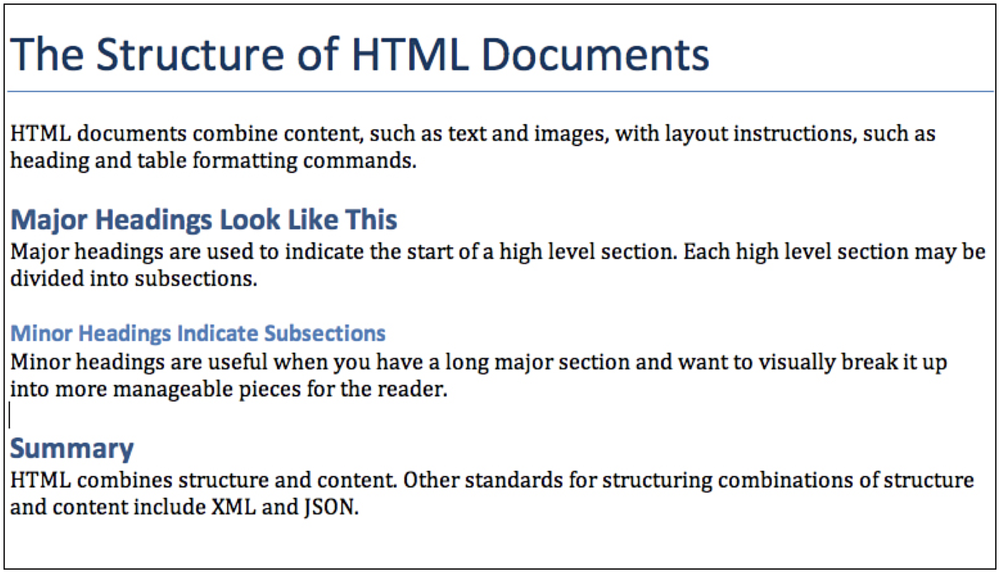 The Structure of HTML Documents
HTML documents combine content, such as text and images, with layout instructions, such as
heading and table formatting commands.
Major Headings Look Like This
Major headings are used to indicate the start of a high level section. Each high level section may be
divided into subsections.
Minor Headings Indicate Subsections
Minor headings are useful when you have a long major section and want to visually break it up
into more manageable pieces for the reader.
Summary
HTML combines structure and content. Other standards for structuring combinations of structure
and content include XML and JSON.